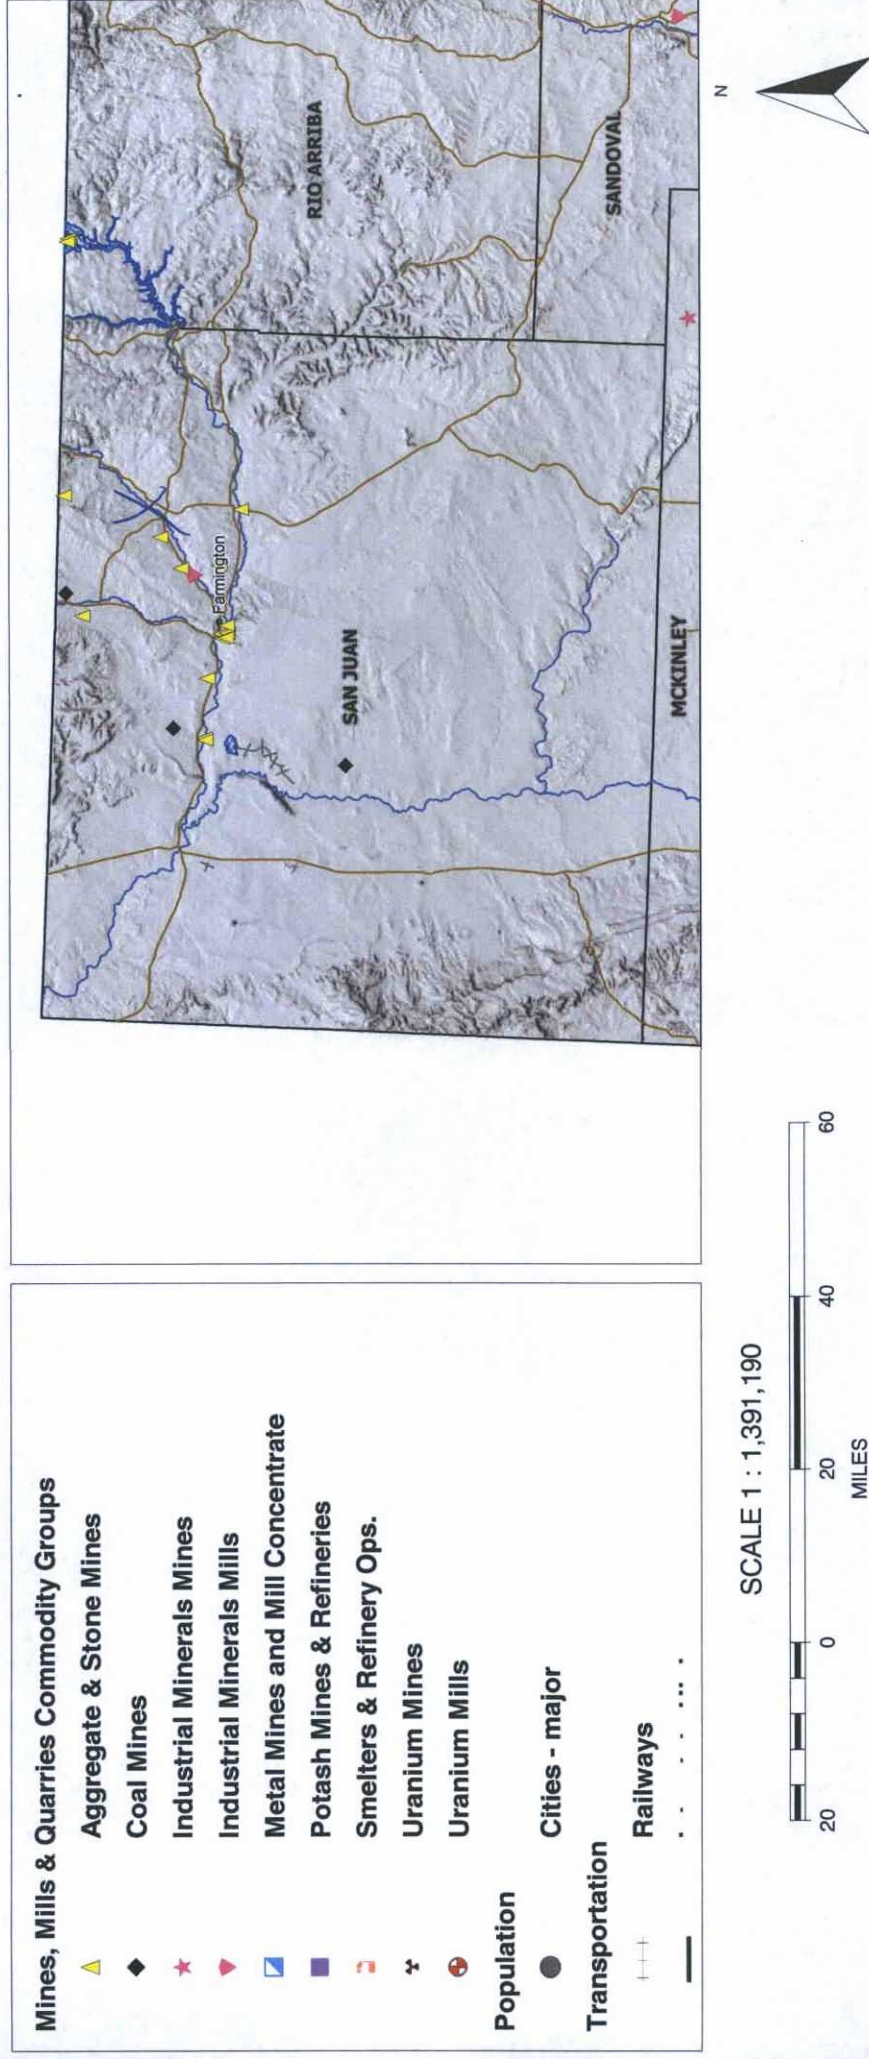 Mines, Mills & Quarries Commodity Groups
Aggregate & Stone Mines
Coal Mines
Industrial Minerals Mines
Industrial Minerals Mills
Metal Mines and Mill Concentrate
Potash Mines & Refineries
Smelters & Refinery Ops.
Uranium Mines
Uranium Mills
Population
Cities - major
Transportation
Railways
Farmington
SAN JUAN
RIO ARRIBA
MCKINLEY
SANDOVAL
N
SCALE 1 : 1,391,190
20 0 20 40 60
MILES